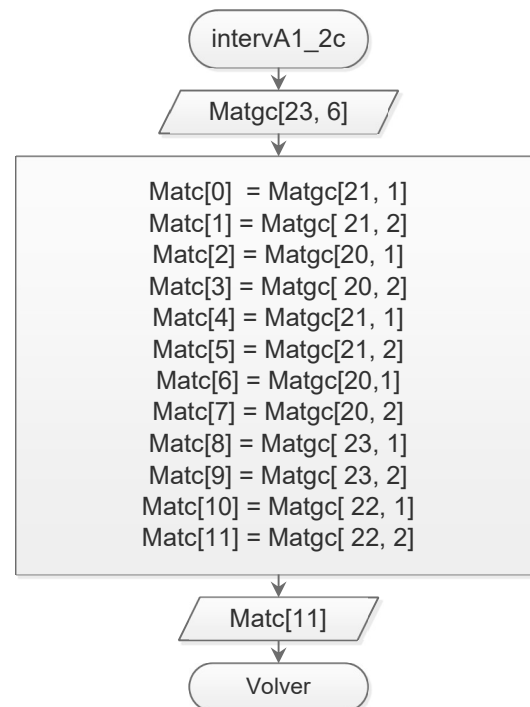 intervA1_2c
Matgc[23, 6]
Matc[0]  = Matgc[21, 1]
Matc[1] = Matgc[ 21, 2]
Matc[2] = Matgc[20, 1]
Matc[3] = Matgc[ 20, 2]
Matc[4] = Matgc[21, 1]
Matc[5] = Matgc[21, 2]
Matc[6] = Matgc[20,1]
Matc[7] = Matgc[20, 2]
Matc[8] = Matgc[ 23, 1]
Matc[9] = Matgc[ 23, 2]
Matc[10] = Matgc[ 22, 1]
Matc[11] = Matgc[ 22, 2]
Matc[11]
Volver